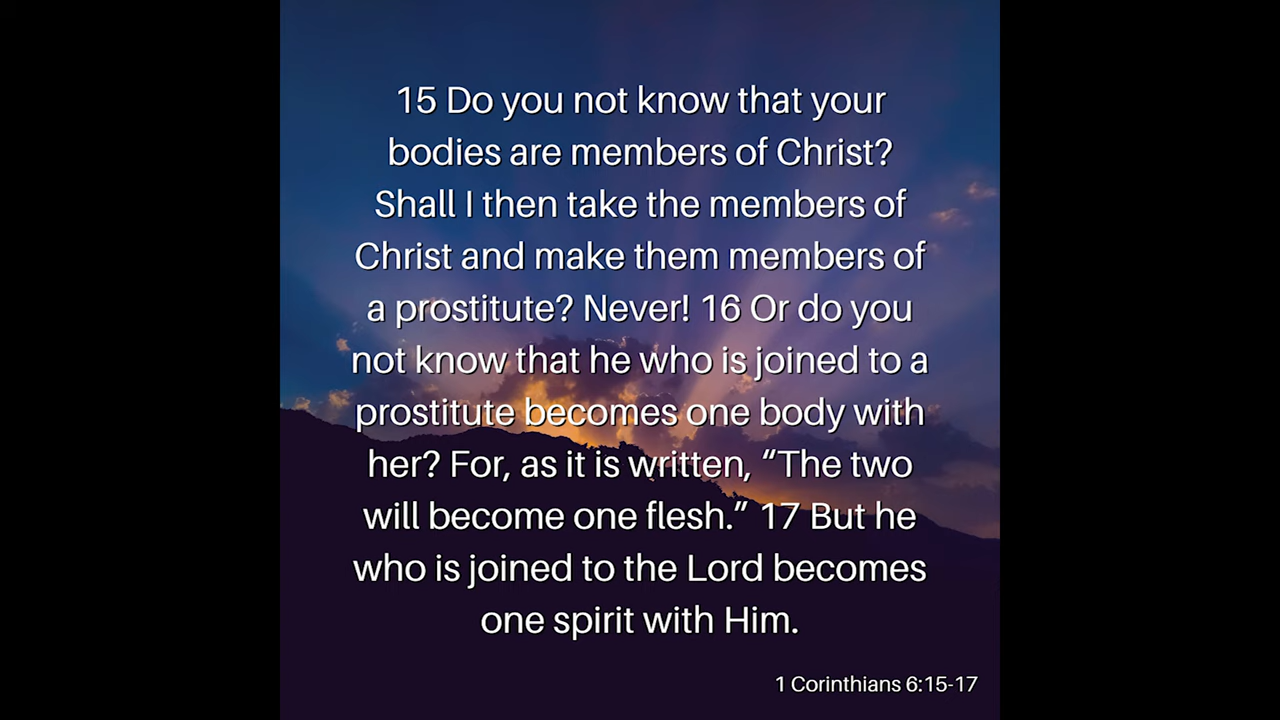 15 Do you not know that your
bodies are members of Christ?
Shall I then take the members of
Christ and make them members of
a prostitute? Never! 16 Or do you
not know that he who is joined to a
prostitute becomes one body with
her? For, as it is written, “The two
will become one flesh.” 17 But he
who is joined to the Lord becomes
one spirit with Him.
1 Corinthians 6:15-17